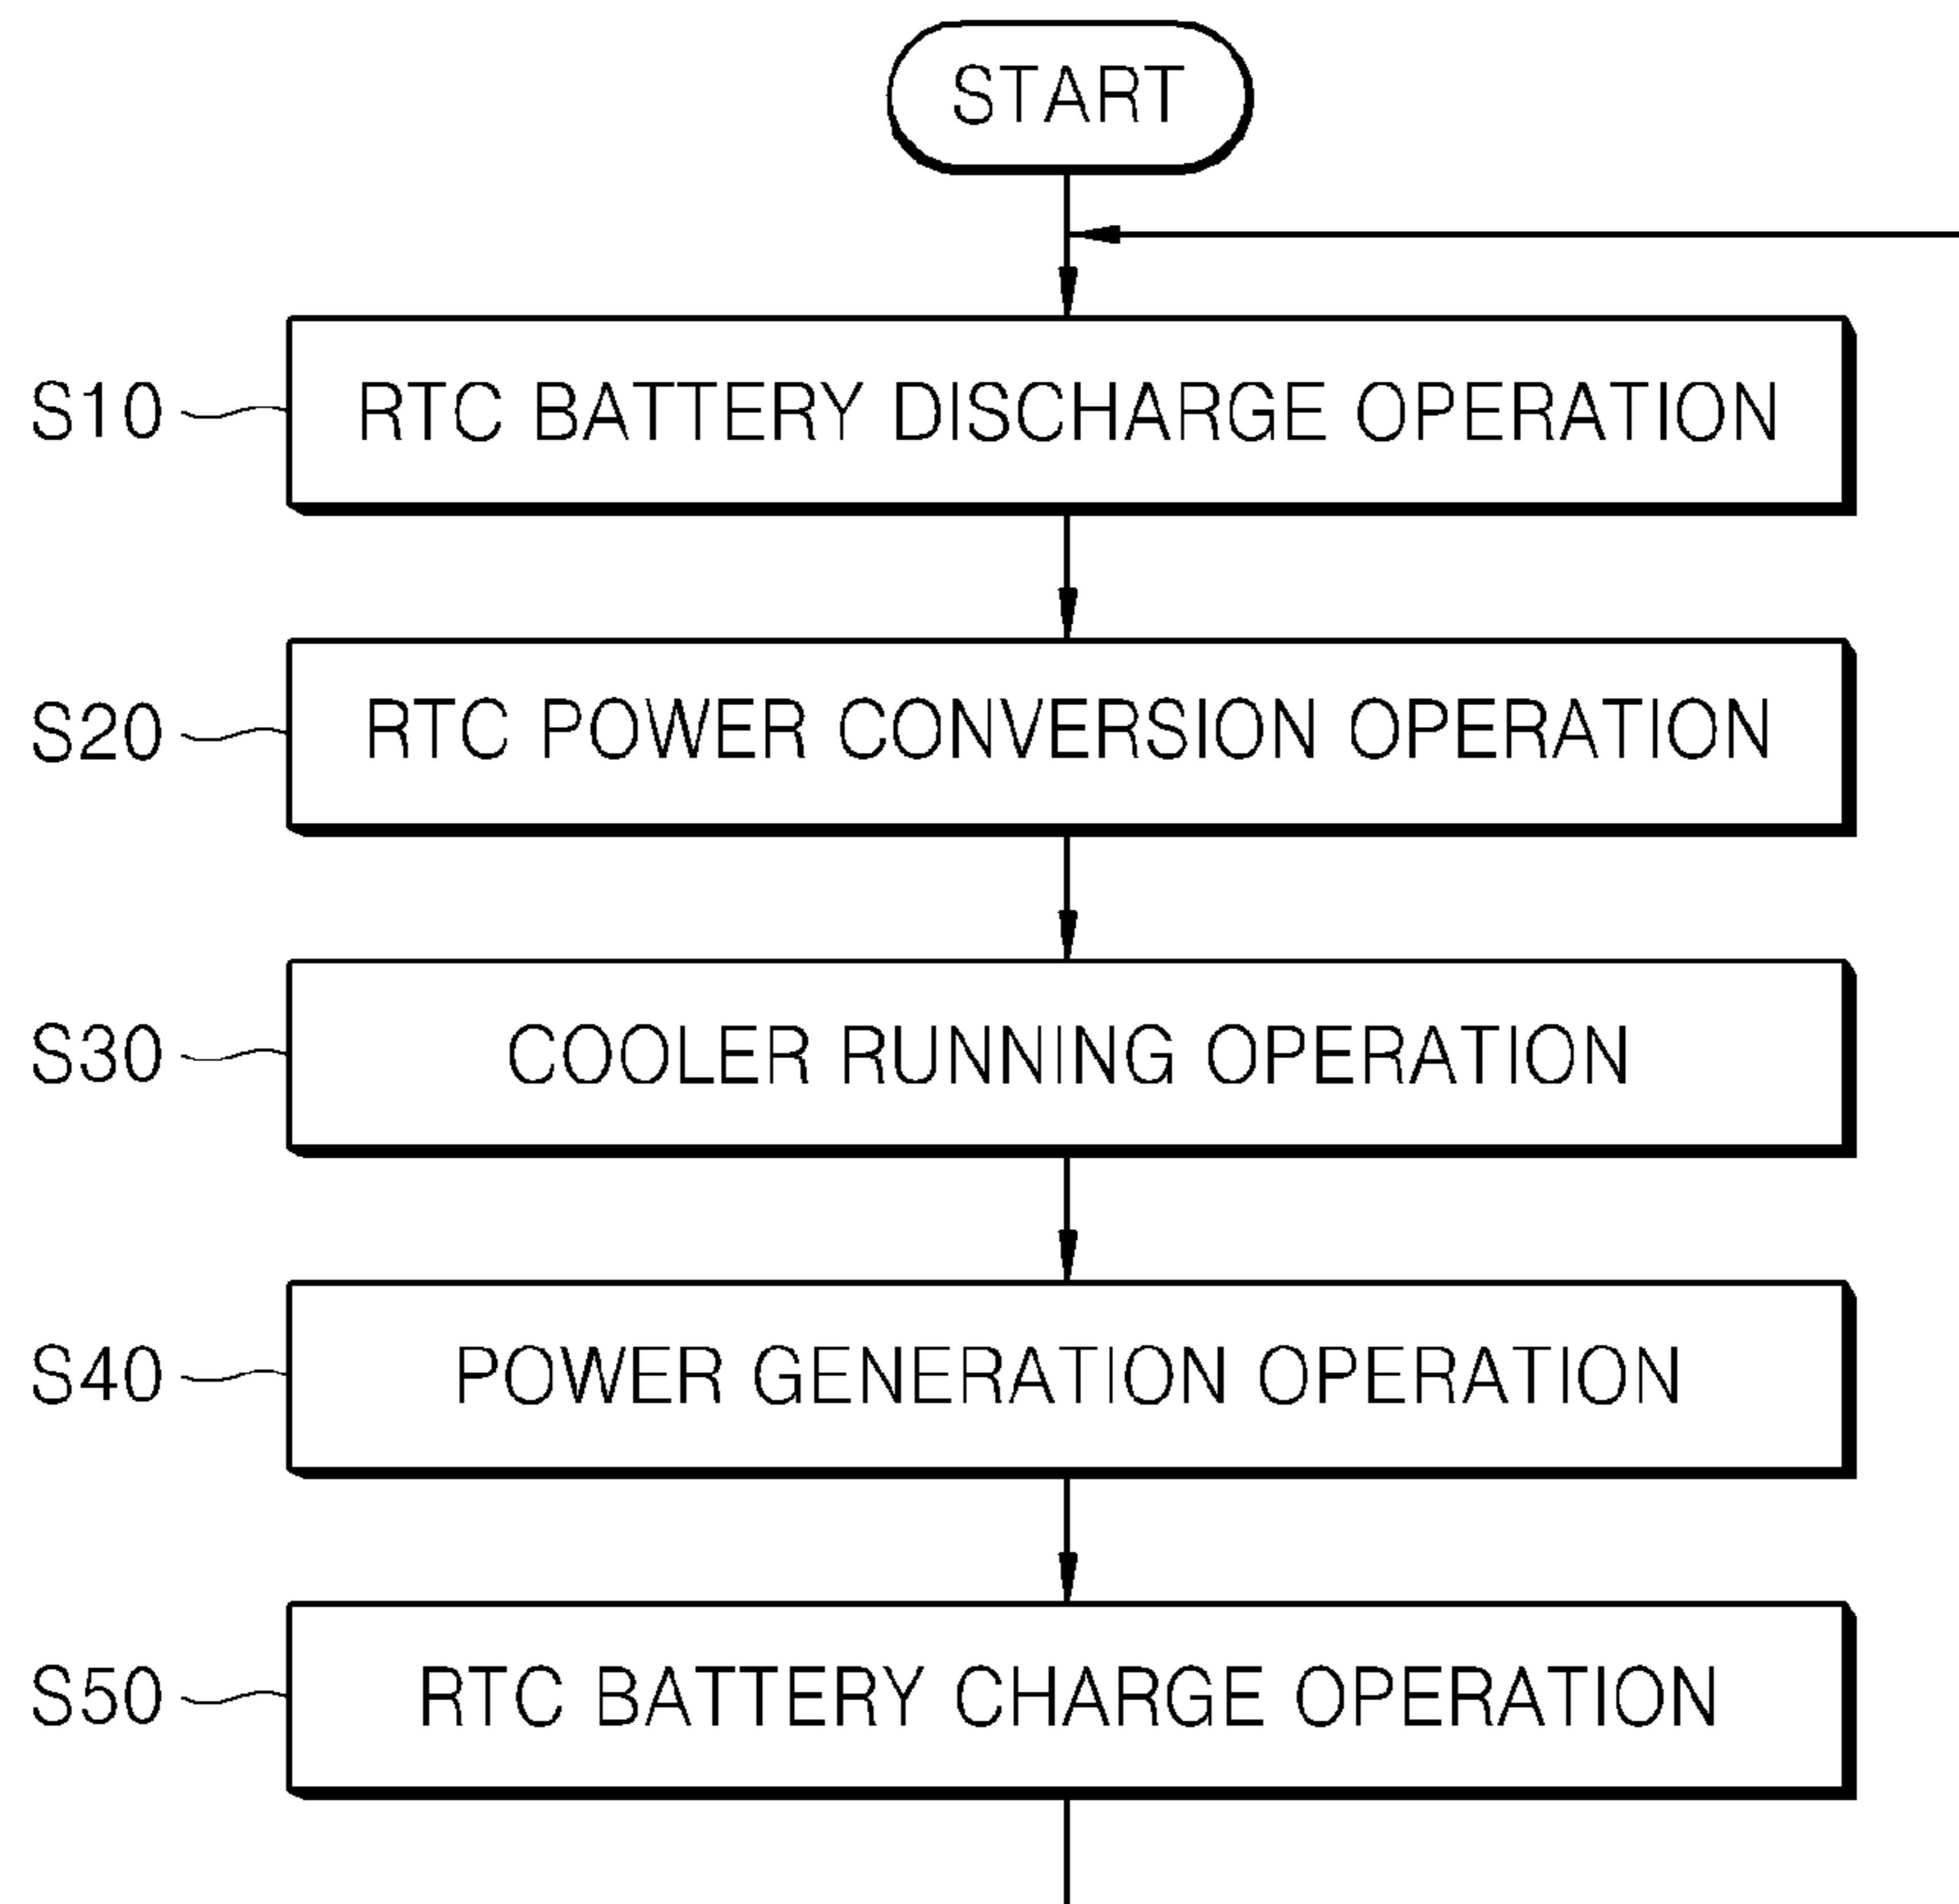 START
S10 RTC BATTERY DISCHARGE OPERATION
S20 RTC POWER CONVERSION OPERATION
S30 COOLER RUNNING OPERATION
S40 POWER GENERATION OPERATION
S50 RTC BATTERY CHARGE OPERATION